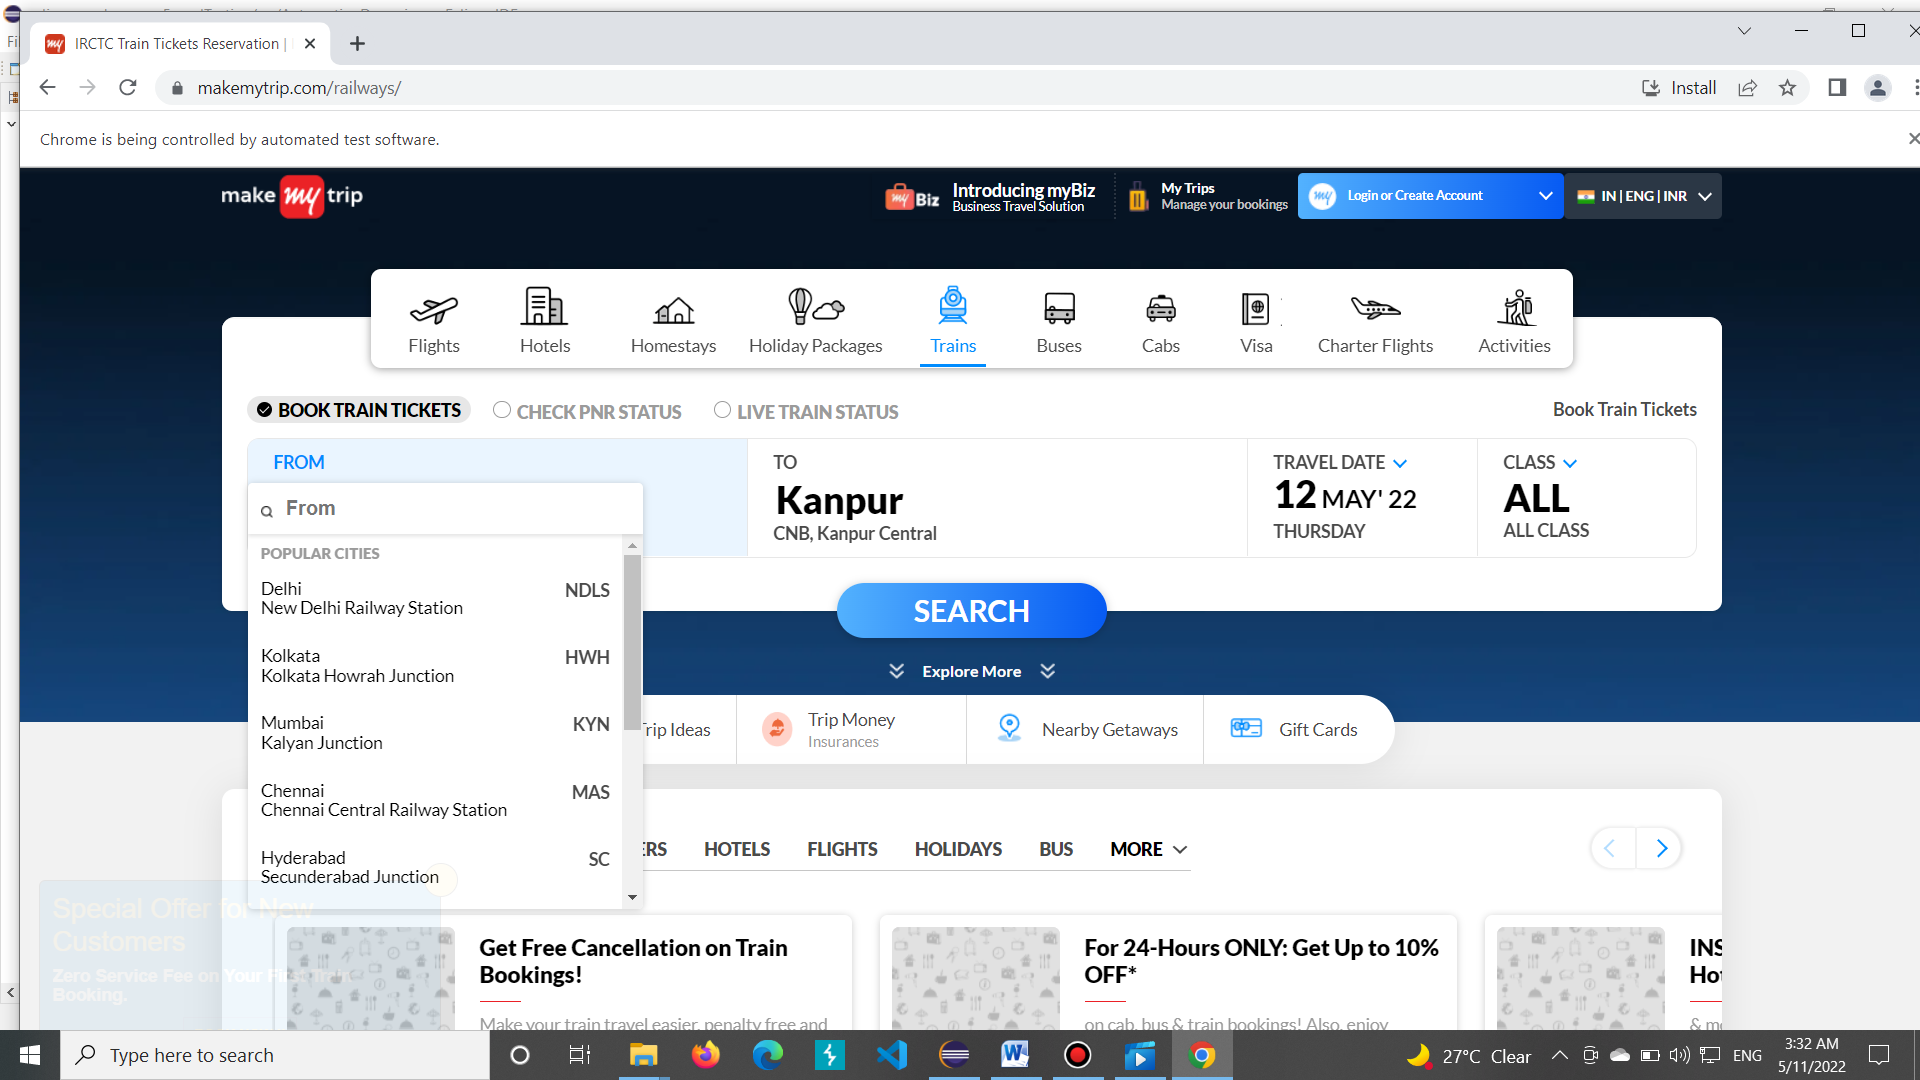 IRCTC Train Tickets Reservation |
makemytrip.com/railways/
Install
Chrome is being controlled by automated test software.
make my trip
my Biz
Introducing myBiz
Business Travel Solution
My Trips
Manage your bookings
my
Login or Create Account
IN | ENG | INR
Flights
Hotels
Homestays
Holiday Packages
Trains
Buses
Cabs
Visa
Charter Flights
Activities
BOOK TRAIN TICKETS
CHECK PNR STATUS
LIVE TRAIN STATUS
Book Train Tickets
FROM
From
POPULAR CITIES
Delhi
New Delhi Railway Station
NDLS
Kolkata
Kolkata Howrah Junction
HWH
Mumbai
Kalyan Junction
KYN
Chennai
Chennai Central Railway Station
MAS
Hyderabad
Secunderabad Junction
SC
TO
Kanpur
CNB, Kanpur Central
TRAVEL DATE
12 MAY' 22
THURSDAY
CLASS
ALL
ALL CLASS
SEARCH
Explore More
Trip Ideas
Trip Money
Insurances
Nearby Getaways
Gift Cards
ERS
HOTELS
FLIGHTS
HOLIDAYS
BUS
MORE
Special Offer for New
Customers
Zero Service Fee on Your First Train
Booking.
Get Free Cancellation on Train
Bookings!
Make your train travel easier, penalty free and
For 24-Hours ONLY: Get Up to 10%
OFF*
on cab, bus & train bookings! Also, enjoy
INS
Hot
& mo
Type here to search
27°C Clear
ENG
3:32 AM
5/11/2022